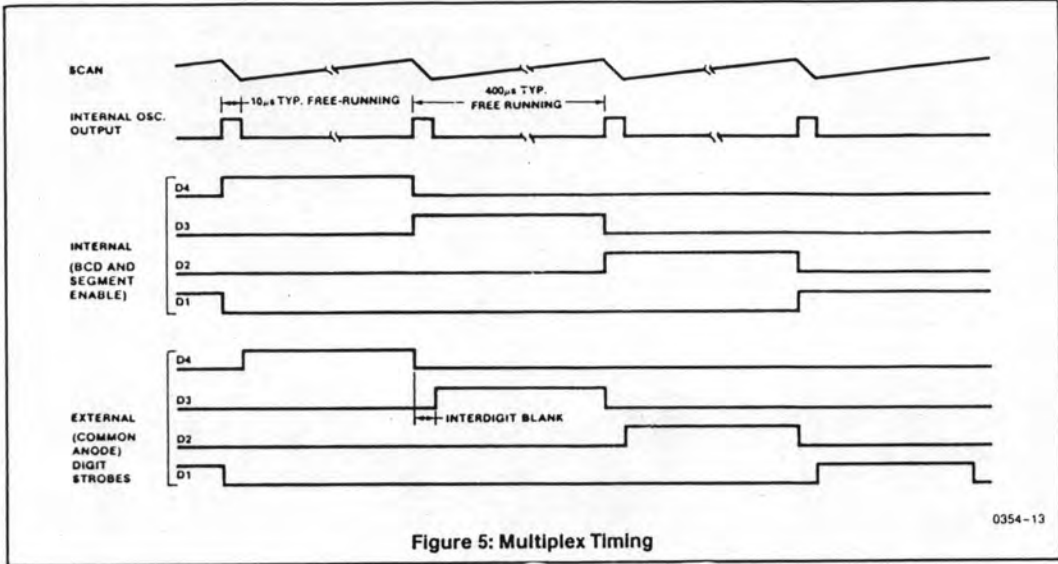 SCAN
10µs TYP. FREE-RUNNING
400µs TYP.
FREE RUNNING
INTERNAL OSC.
OUTPUT
D4
D3
INTERNAL
(BCD AND
SEGMENT
ENABLE)
D2
D1
D4
D3
INTERDIGIT BLANK
EXTERNAL
(COMMON
ANODE)
DIGIT
STROBES
D2
D1
0354-13
Figure 5: Multiplex Timing